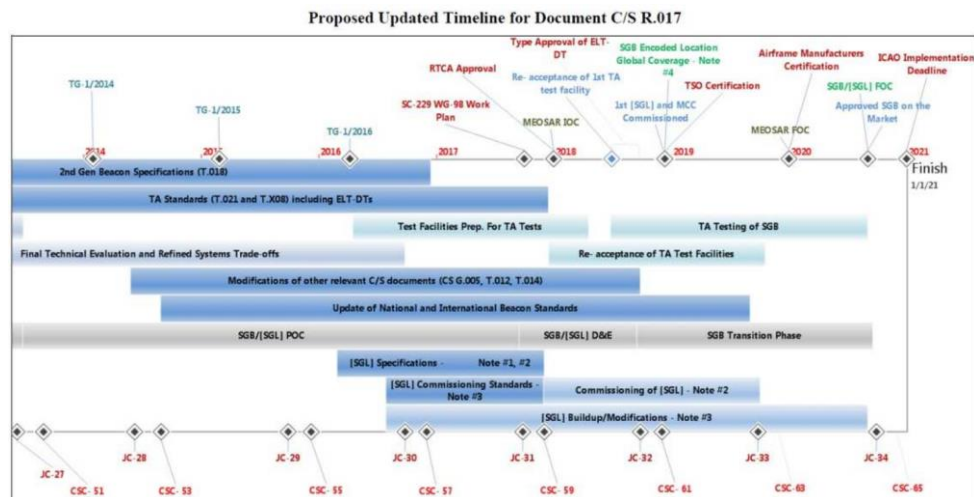 Proposed Updated Timeline for Document C/S R.017
TG-1/2014
TG-1/2015
TG-1/2016
SC-229 WG-98 Work
Plan
RTCA Approval
MEOSAR IOC
Type Approval of ELT-
DT
Re- acceptance of 1st TA
test facility
SGB Encoded Location
Global Coverage - Note
#4
1st [SGL] and MCC
Commissioned
TSO Certification
Airframe Manufacturers
Certification
MEOSAR FOC
SGB/[SGL] FOC
Approved SGB on the
Market
ICAO Implementation
Deadline
2014
2015
2016
2017
2018
2019
2020
2021
Finish
1/1/21
2nd Gen Beacon Specifications (T.018)
TA Standards (T.021 and T.X08) including ELT-DTs
Test Facilities Prep. For TA Tests
TA Testing of SGB
Final Technical Evaluation and Refined Systems Trade-offs
Re- acceptance of TA Test Facilities
Modifications of other relevant C/S documents (CS G.005, T.012, T.014)
Update of National and International Beacon Standards
SGB/[SGL] POC
SGB/[SGL] D&E
SGB Transition Phase
[SGL] Specifications - Note #1, #2
[SGL] Commissioning Standards -
Note #3
Commissioning of [SGL] - Note #2
[SGL] Buildup/Modifications - Note #3
JC-27
JC-28
JC-29
JC-30
JC-31
JC-32
JC-33
JC-34
CSC- 51
CSC- 53
CSC- 55
CSC- 57
CSC- 59
CSC- 61
CSC-63
CSC-65